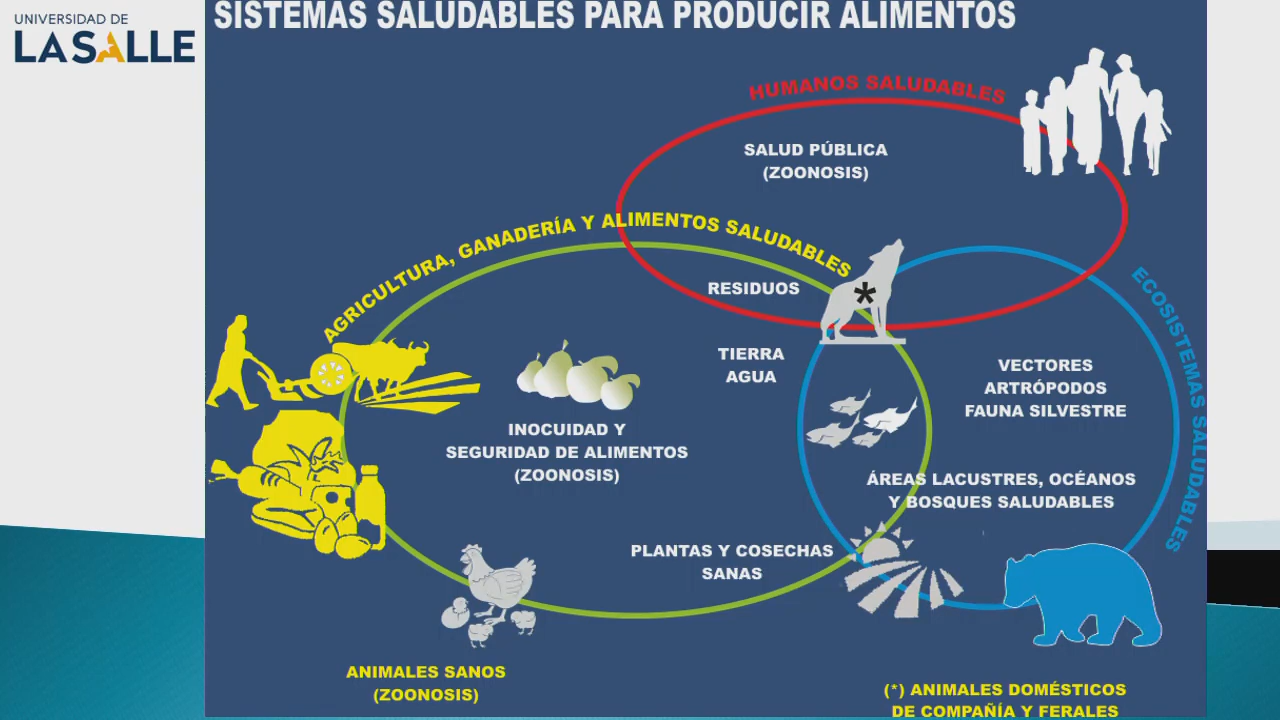 UNIVERSIDAD DE
LASALLE
SISTEMAS SALUDABLES PARA PRODUCIR ALIMENTOS
HUMANOS SALUDABLES
SALUD PÚBLICA
(ZOONOSIS)
AGRICULTURA, GANADERÍA Y ALIMENTOS SALUDABLES
ECOSISTEMAS SALUDABLES
RESIDUOS
*
TIERRA
AGUA
VECTORES
ARTRÓPODOS
FAUNA SILVESTRE
INOCUIDAD Y
SEGURIDAD DE ALIMENTOS
(ZOONOSIS)
ÁREAS LACUSTRES, OCÉANOS
Y BOSQUES SALUDABLES
PLANTAS Y COSECHAS
SANAS
ANIMALES SANOS
(ZOONOSIS)
(*) ANIMALES DOMÉSTICOS
DE COMPAÑÍA Y FERALES